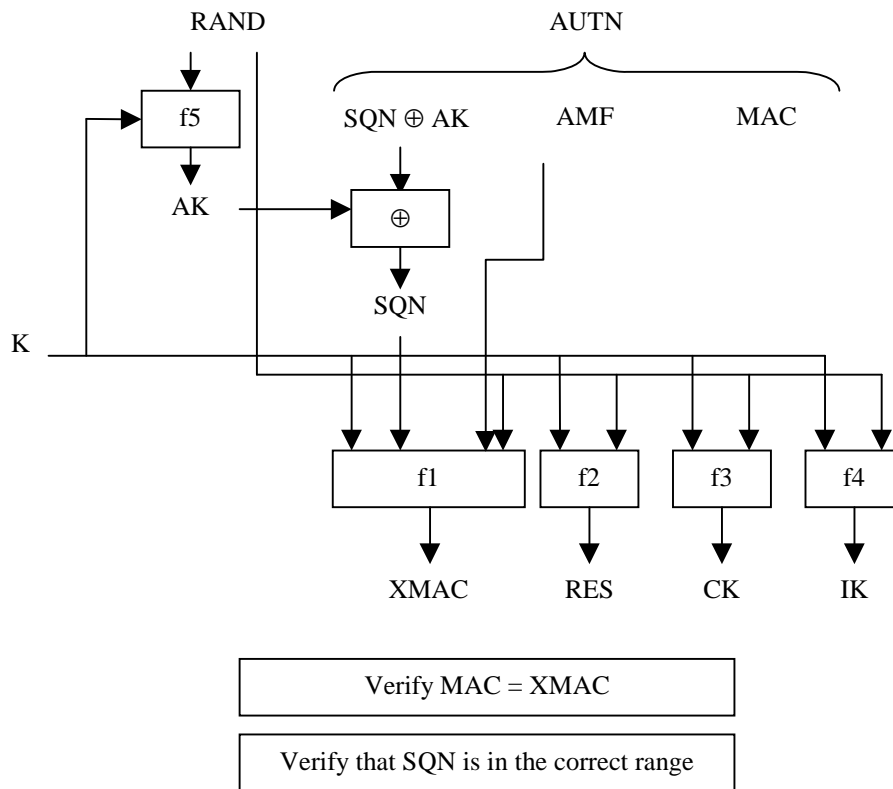 RAND AUTN
f5 SQN ⊕ AK AMF MAC
AK ⊕
SQN
K
f1 f2 f3 f4
XMAC RES CK IK
Verify MAC = XMAC
Verify that SQN is in the correct range